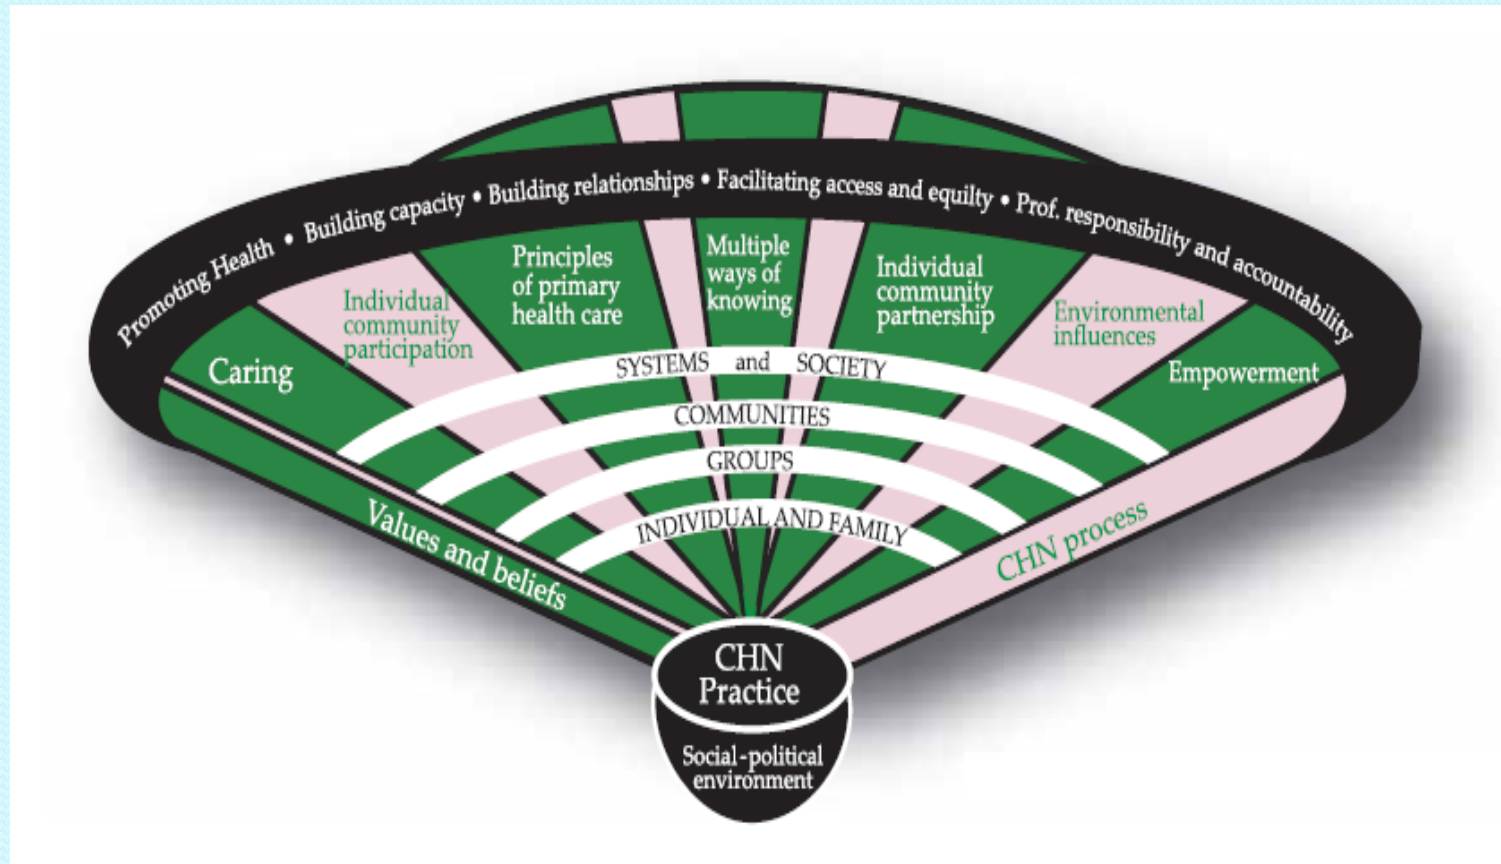 Promoting Health • Building capacity • Building relationships • Facilitating access and equilty • Prof. responsibility and accountability
Caring
Individual
community
participation
Principles
of primary
health care
Multiple
ways of
knowing
Individual
community
partnership
Environmental
influences
Empowerment
SYSTEMS and SOCIETY
COMMUNITIES
GROUPS
INDIVIDUAL AND FAMILY
Values and beliefs
CHN process
CHN
Practice
Social-political
environment